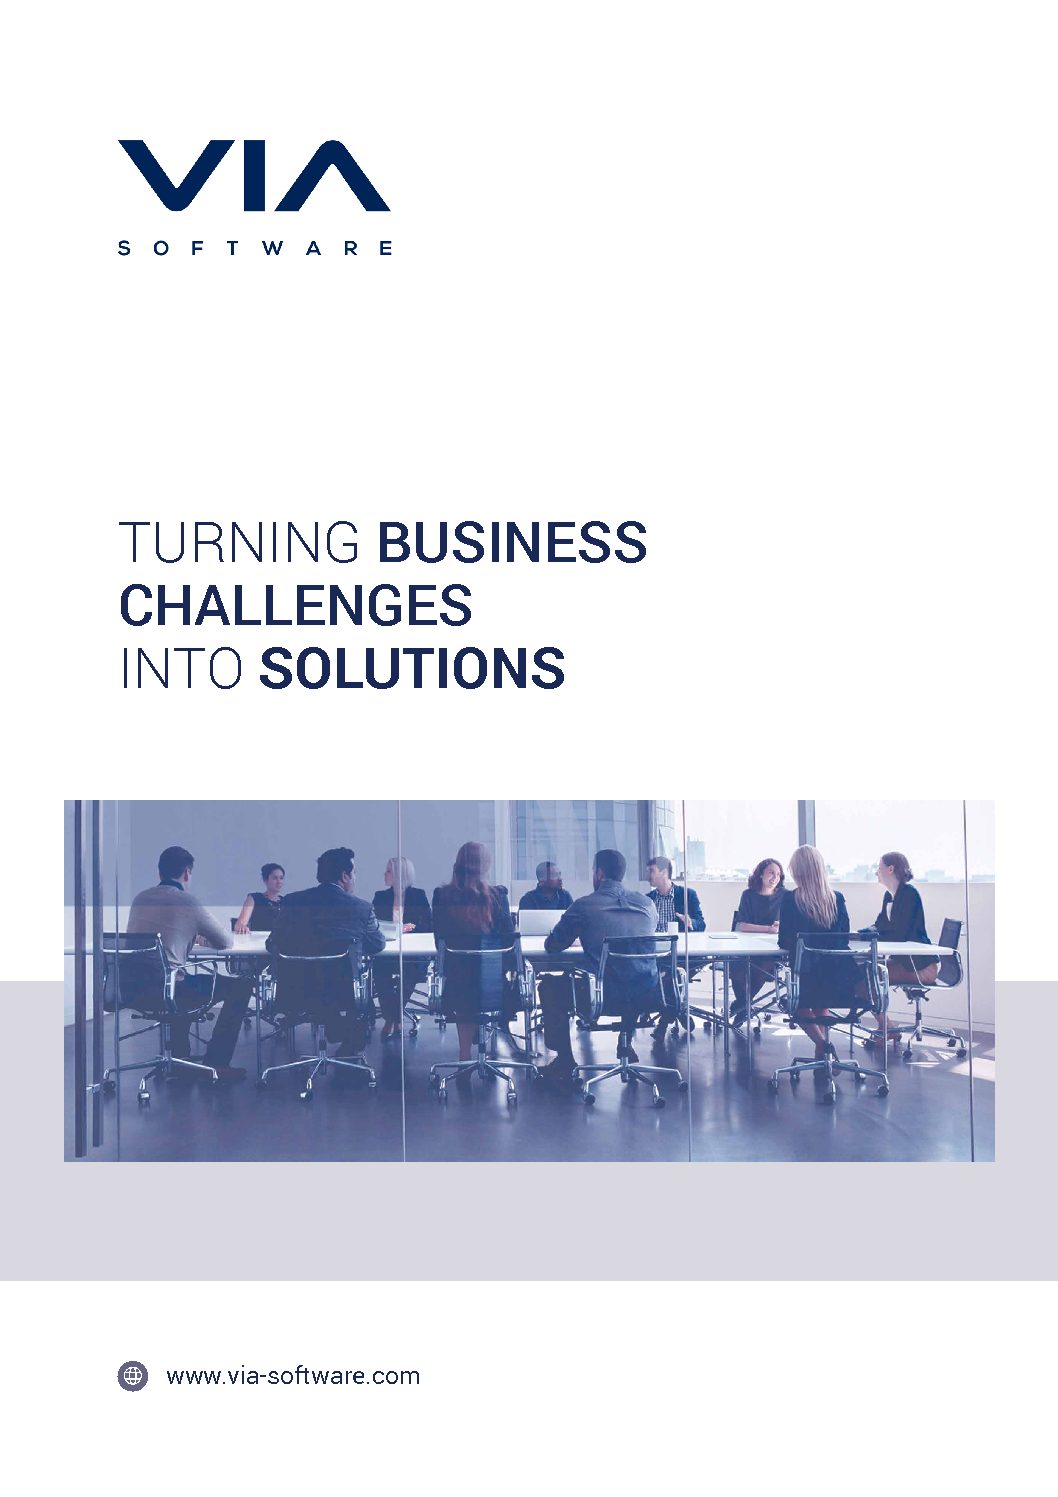 VIA
SOFTWARE
TURNING BUSINESS
CHALLENGES
INTO SOLUTIONS
www.via-software.com